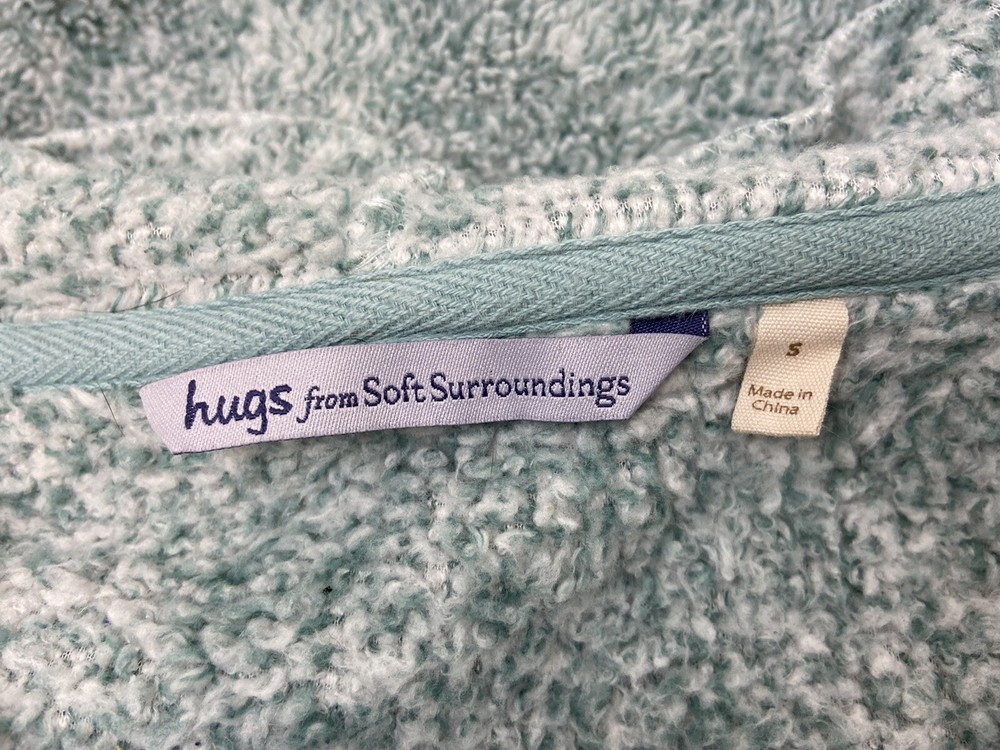 hugs from Soft Surroundings
S
Made in
China